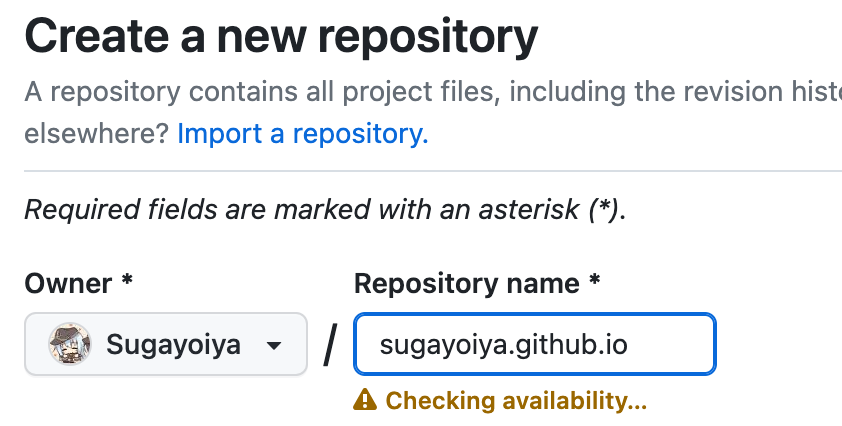 Create a new repository
A repository contains all project files, including the revision
elsewhere? Import a repository.
Required fields are marked with an asterisk (*).
Owner *
Repository name *
Sugayoiya
/
sugayoiya.github.io
Checking availability...